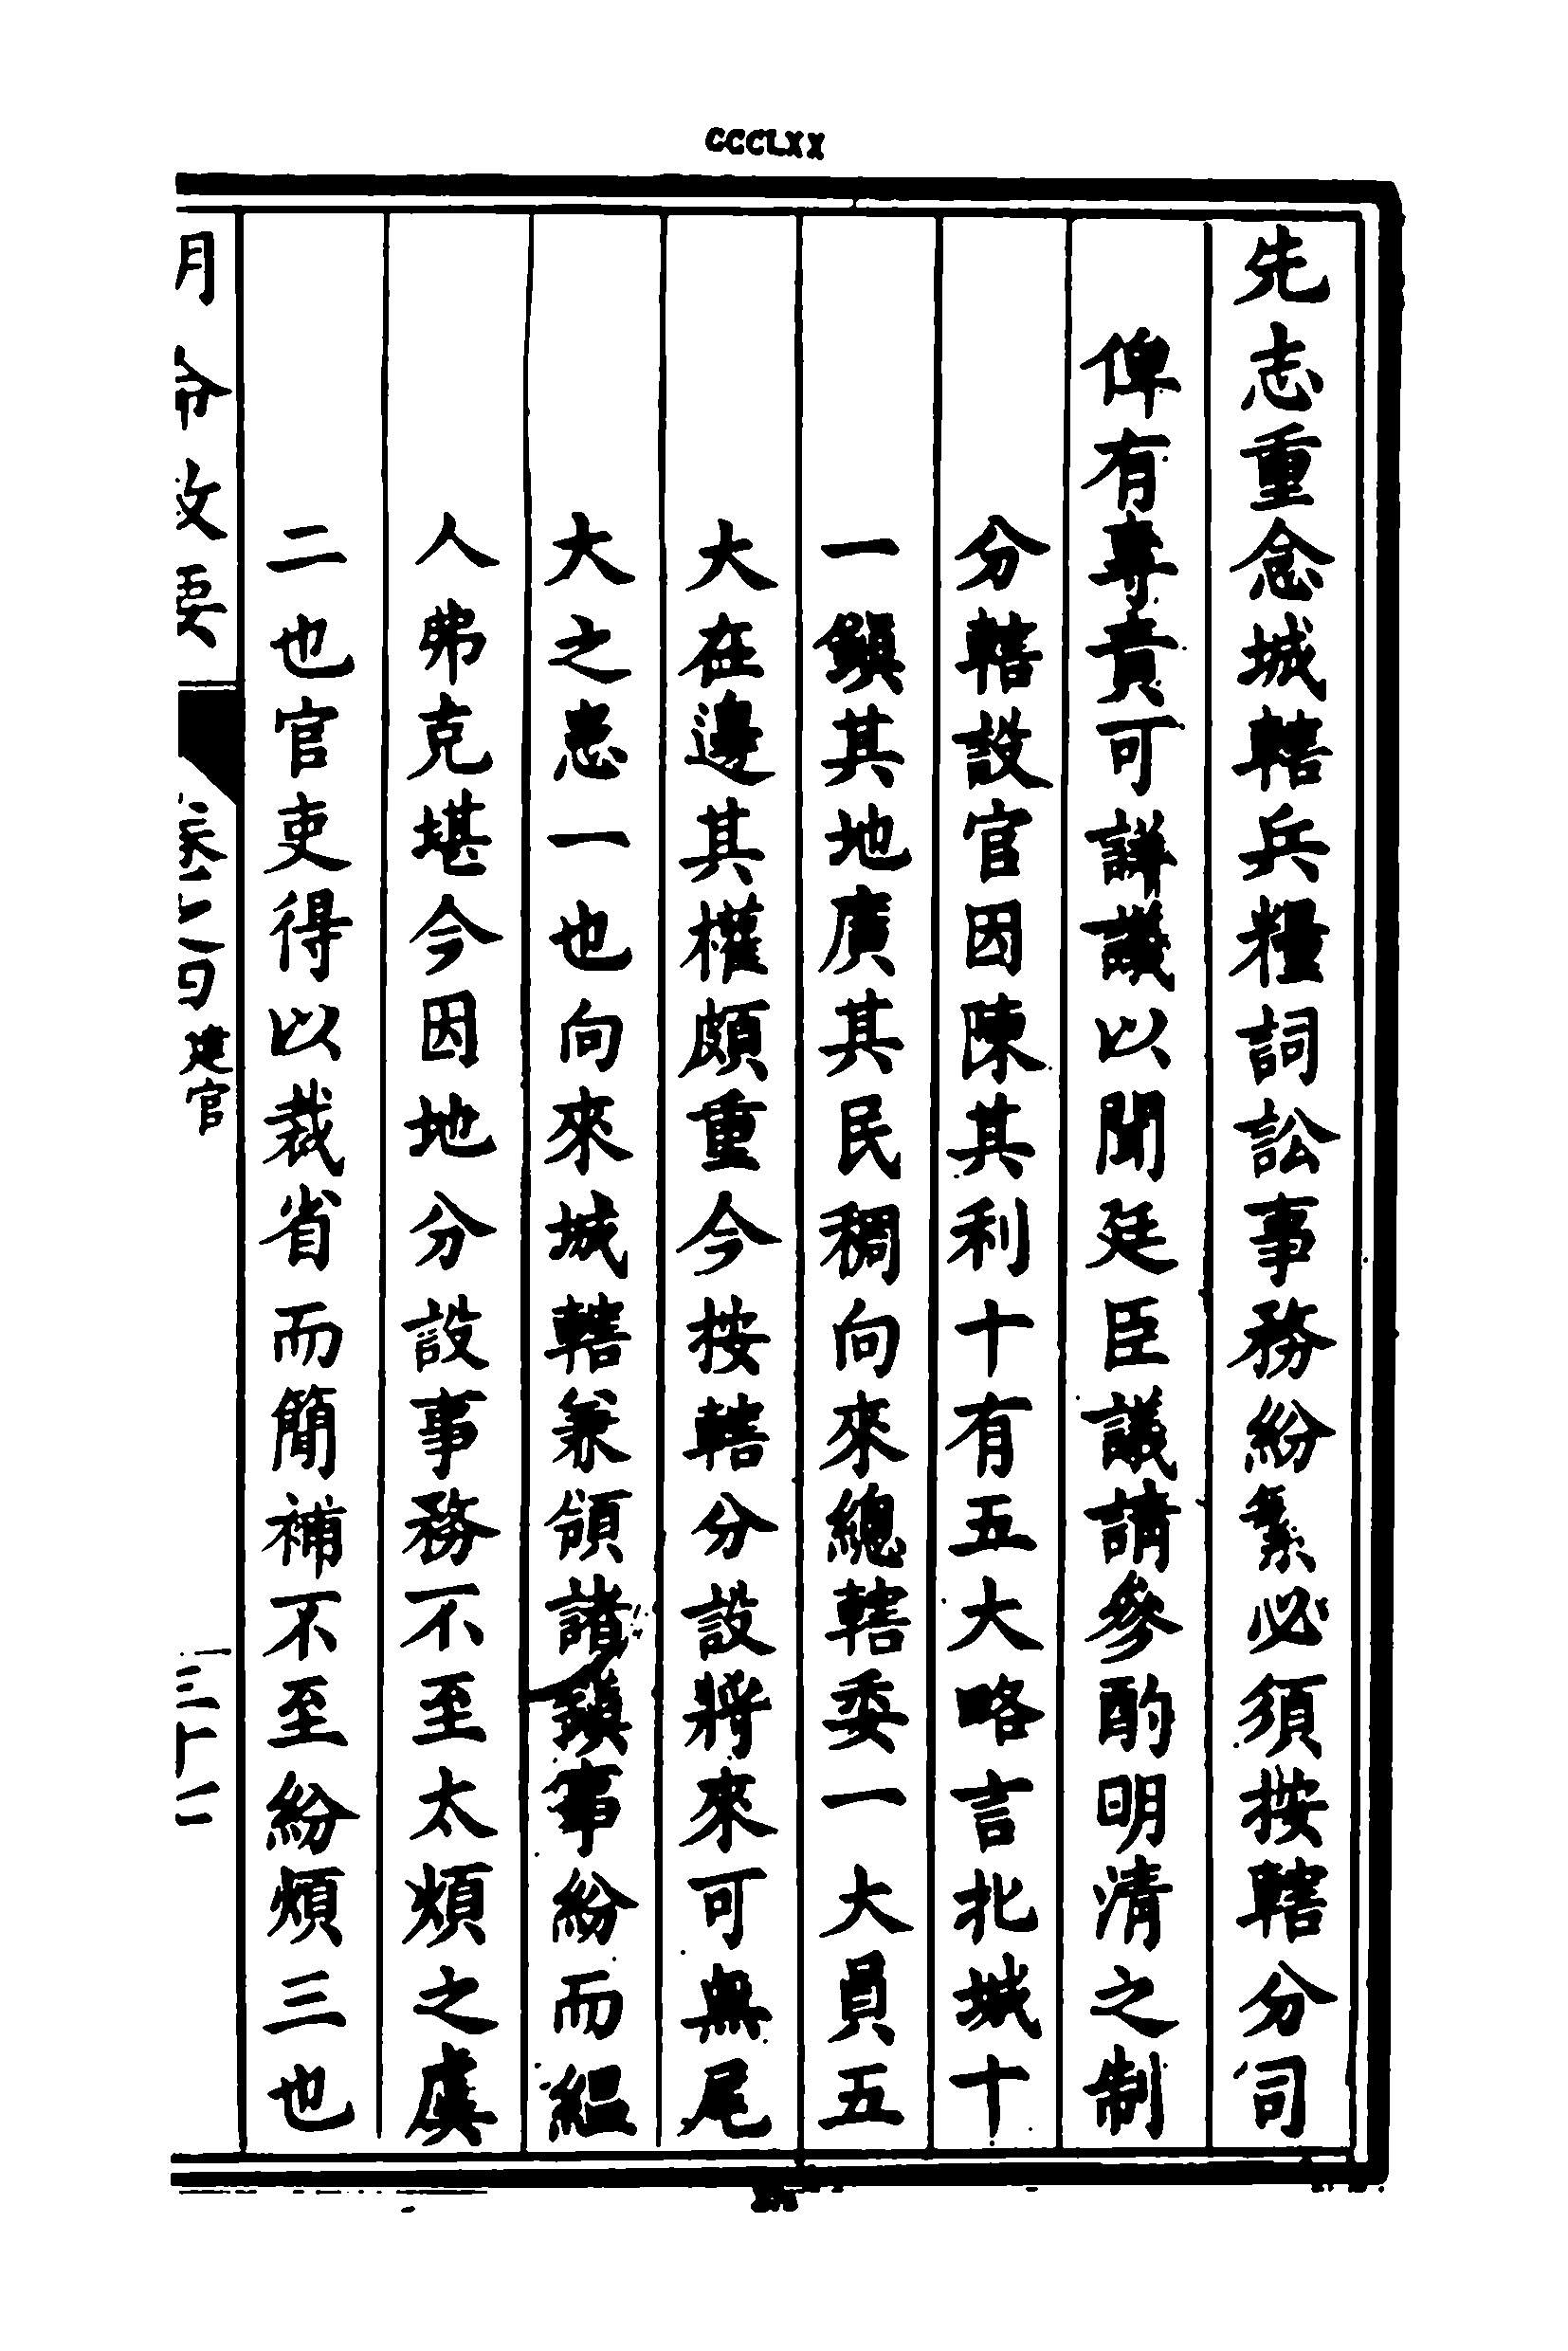 CCCLXX
先志重念城轄兵糧詞訟事務紛繁必須按轄分司
俾有專責可詳議以聞廷臣議請參酌明清之制
分轄設官因陳其利十有五大略言北城十
一鎮其地廣其民稠向來總轄委一大員五
大在邊其權頗重今按轄分設將來可無尾
大之患一也向來城轄兼領諸鎮事紛而緼
人弗克堪今因地分設事務不至太煩之虞
二也官吏得以裁省而簡補不至紛煩三也
明命政要
建官
三十二